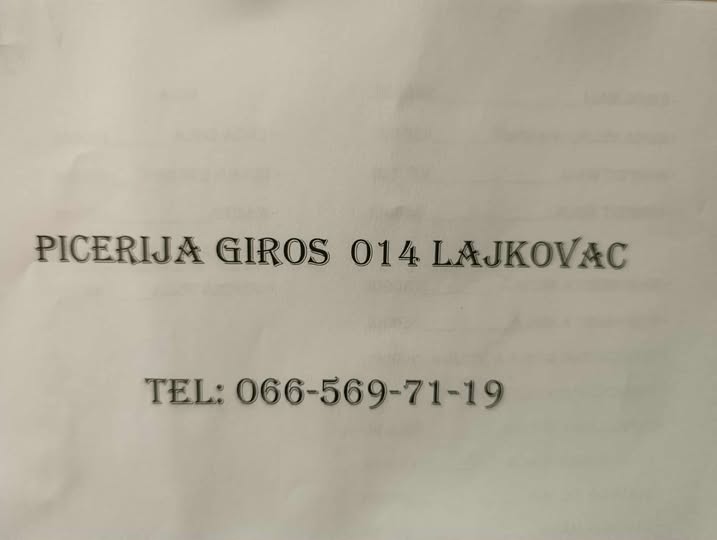 PICERIJA GIROS 014 LAJKOVAC
TEL: 066-569-71-19